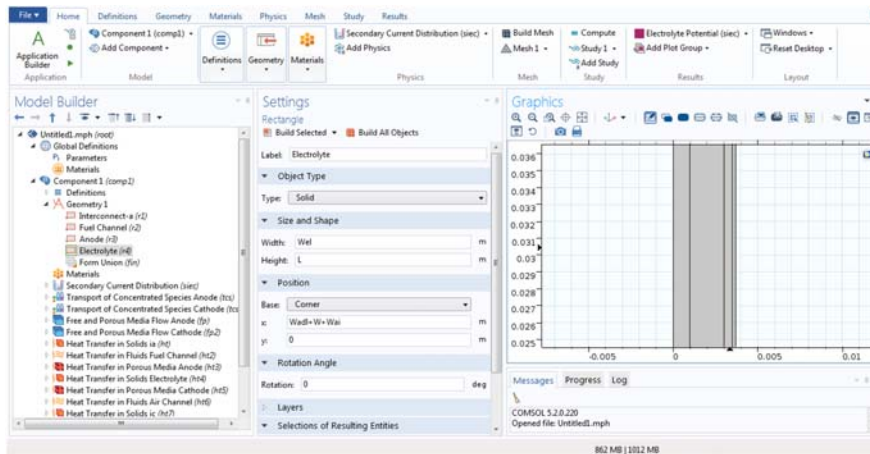 File Home Definitions Geometry Materials Physics Mesh Study Results
Application Builder
Component 1 (comp1)
Add Component
Definitions Geometry Materials
Secondary Current Distribution (siec)
Add Physics
Build Mesh
Mesh 1
Compute
Study 1
Add Study
Electrolyte Potential (siec)
Add Plot Group
Windows
Reset Desktop
Application Model Physics Mesh Study Results Layout
Model Builder
Untitled1.mph (root)
Global Definitions
Parameters
Materials
Component 1 (comp1)
Definitions
Geometry 1
Interconnect-a (r1)
Fuel Channel (r2)
Anode (r3)
Electrolyte (r4)
Form Union (fin)
Materials
Secondary Current Distribution (siec)
Transport of Concentrated Species Anode (tcs)
Transport of Concentrated Species Cathode (tcs
Free and Porous Media Flow Anode (fp)
Free and Porous Media Flow Cathode (fp2)
Heat Transfer in Solids ia (ht)
Heat Transfer in Fluids Fuel Channel (ht2)
Heat Transfer in Porous Media Anode (ht3)
Heat Transfer in Solids Electrolyte (ht4)
Heat Transfer in Porous Media Cathode (ht5)
Heat Transfer in Fluids Air Channel (ht6)
Heat Transfer in Solids ic (ht7)
Settings
Rectangle
Build Selected Build All Objects
Label: Electrolyte
Object Type
Type: Solid
Size and Shape
Width: Wel m
Height: L m
Position
Base: Corner
x: Wadl+W+Wai m
y: 0 m
Rotation Angle
Rotation: 0 deg
Layers
Selections of Resulting Entities
Graphics
0.036
0.035
0.034
0.033
0.032
0.031
0.03
0.029
0.028
0.027
0.026
0.025
-0.005 0 0.005 0.01
Messages Progress Log
COMSOL 5.2.0.220
Opened file: Untitled1.mph
862 MB | 1012 MB